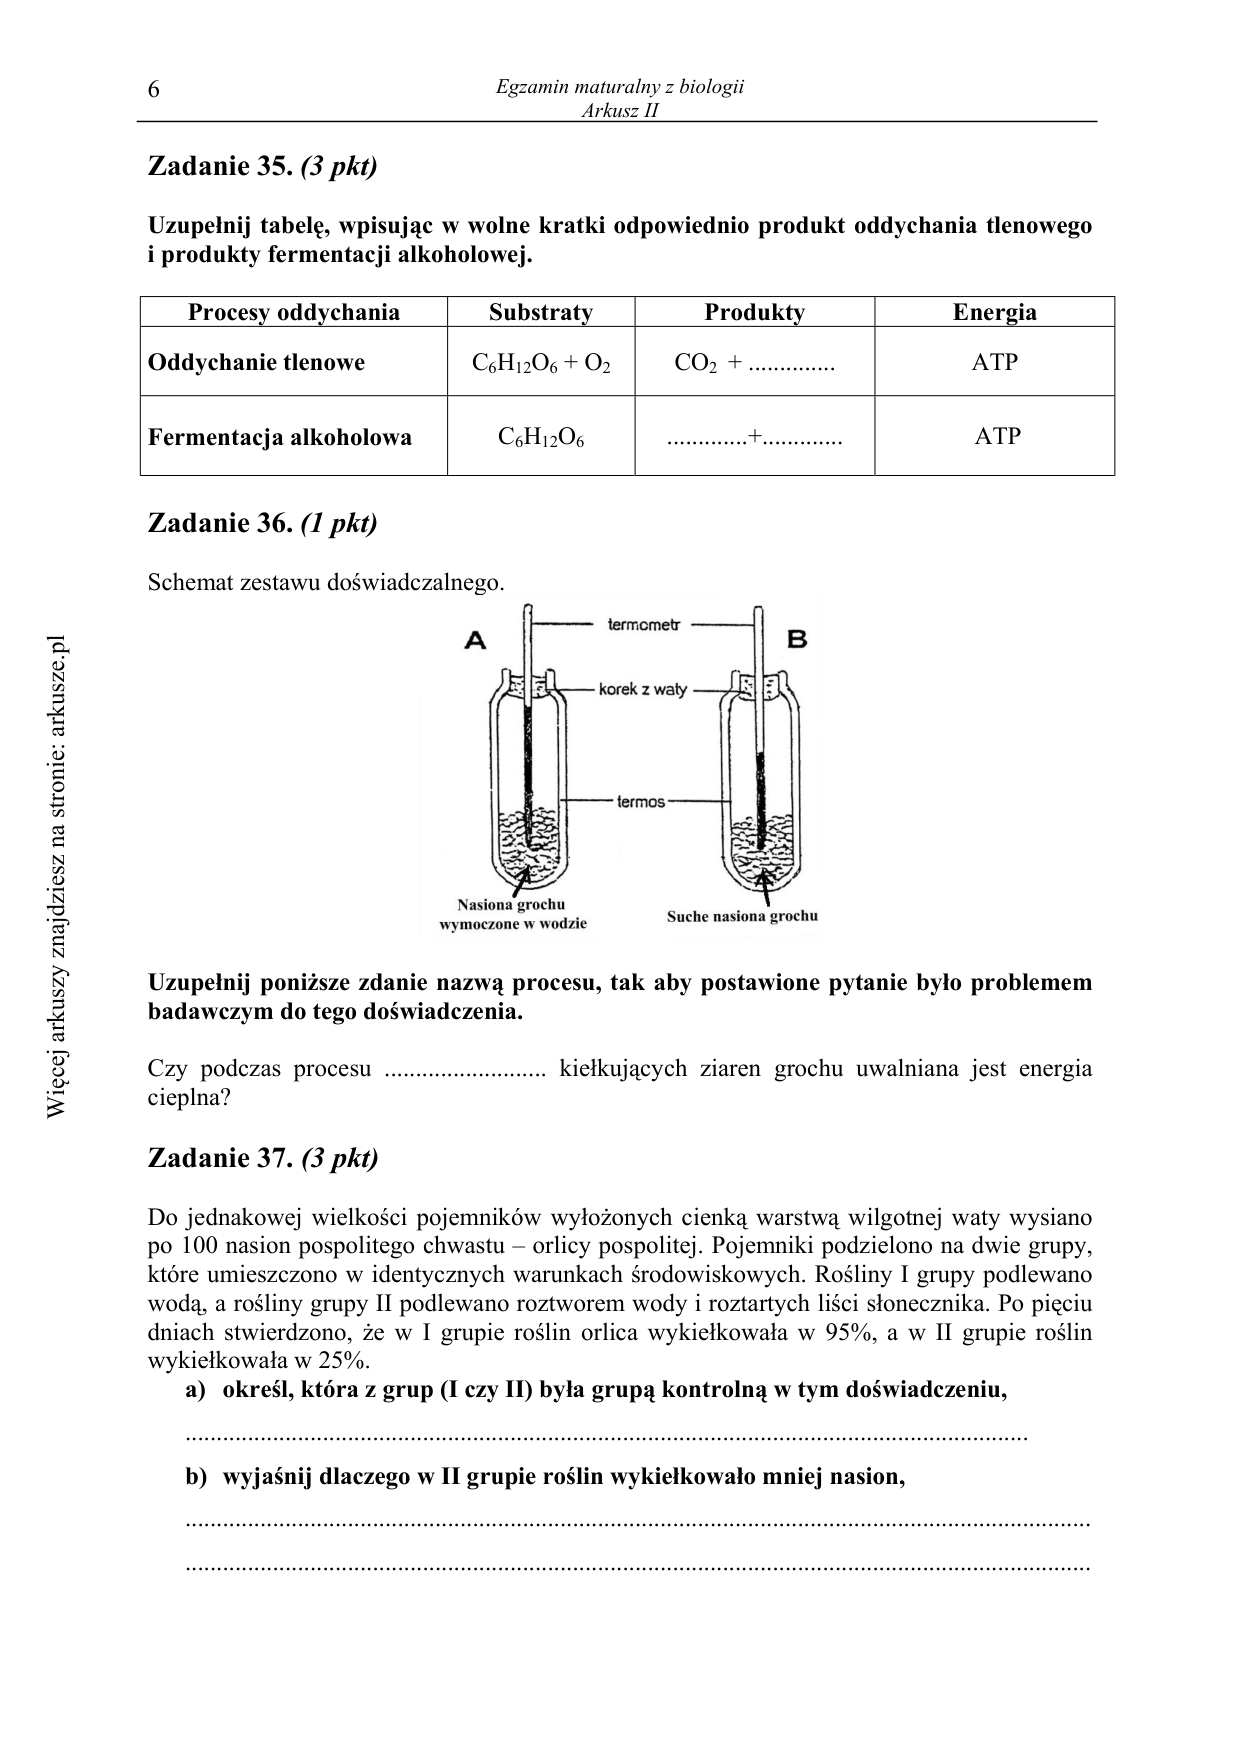 6
Egzamin maturalny z biologii
Arkusz II
Zadanie 35. (3 pkt)
Uzupełnij tabelę, wpisując w wolne kratki odpowiednio produkt oddychania tlenowego
i produkty fermentacji alkoholowej.
Procesy oddychania Substraty Produkty Energia
Oddychanie tlenowe C₆H₁₂O₆ + O₂ CO₂ + .............. ATP
Fermentacja alkoholowa C₆H₁₂O₆ .............+............. ATP
Zadanie 36. (1 pkt)
Schemat zestawu doświadczalnego.
A termometr B
korek z waty
termos
Nasiona grochu
wymoczone w wodzie
Suche nasiona grochu
Uzupełnij poniższe zdanie nazwą procesu, tak aby postawione pytanie było problemem
badawczym do tego doświadczenia.
Czy podczas procesu .......................... kiełkujących ziaren grochu uwalniana jest energia
cieplna?
Zadanie 37. (3 pkt)
Do jednakowej wielkości pojemników wyłożonych cienką warstwą wilgotnej waty wysiano
po 100 nasion pospolitego chwastu – orlicy pospolitej. Pojemniki podzielono na dwie grupy,
które umieszczono w identycznych warunkach środowiskowych. Rośliny I grupy podlewano
wodą, a rośliny grupy II podlewano roztworem wody i roztartych liści słonecznika. Po pięciu
dniach stwierdzono, że w I grupie roślin orlica wykiełkowała w 95%, a w II grupie roślin
wykiełkowała w 25%.
a) określ, która z grup (I czy II) była grupą kontrolną w tym doświadczeniu,
.......................................................................................................................................
b) wyjaśnij dlaczego w II grupie roślin wykiełkowało mniej nasion,
.................................................................................................................................................
.................................................................................................................................................
Więcej arkuszy znajdziesz na stronie: arkusze.pl